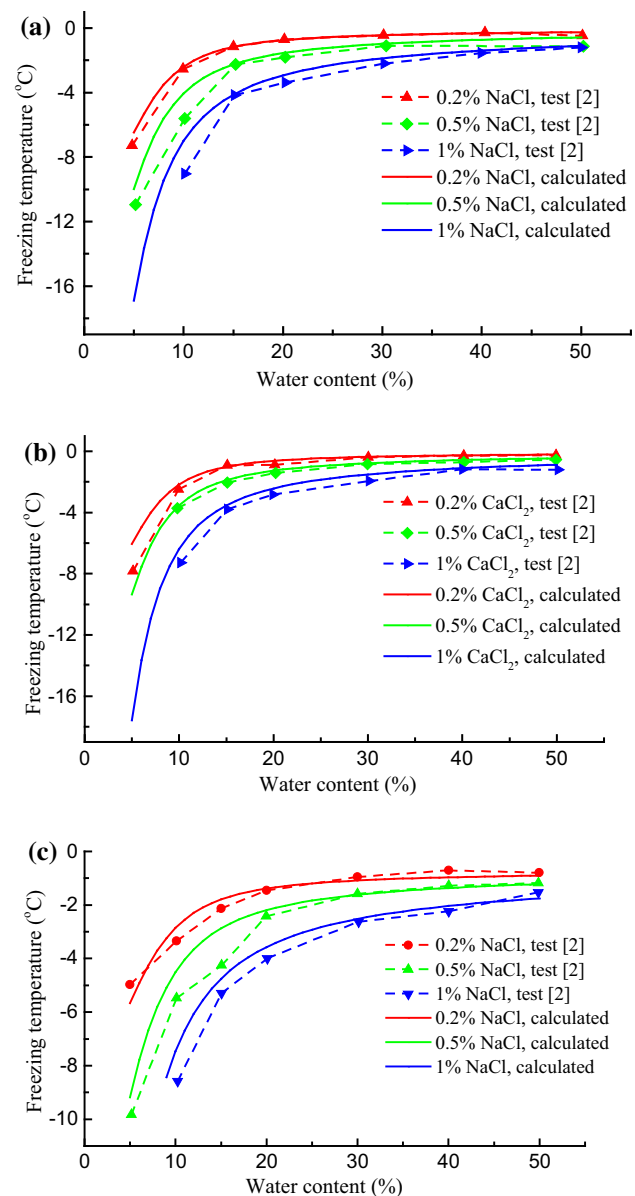 (a)
0
-4
-8
-12
-16
Freezing temperature (°C)
0.2% NaCl, test [2]
0.5% NaCl, test [2]
1% NaCl, test [2]
0.2% NaCl, calculated
0.5% NaCl, calculated
1% NaCl, calculated
0 10 20 30 40 50
Water content (%)
(b)
0
-4
-8
-12
-16
Freezing temperature (°C)
0.2% CaCl₂, test [2]
0.5% CaCl₂, test [2]
1% CaCl₂, test [2]
0.2% CaCl₂, calculated
0.5% CaCl₂, calculated
1% CaCl₂, calculated
0 10 20 30 40 50
Water content (%)
(c)
0
-2
-4
-6
-8
-10
Freezing temperature (°C)
0.2% NaCl, test [2]
0.5% NaCl, test [2]
1% NaCl, test [2]
0.2% NaCl, calculated
0.5% NaCl, calculated
1% NaCl, calculated
0 10 20 30 40 50
Water content (%)